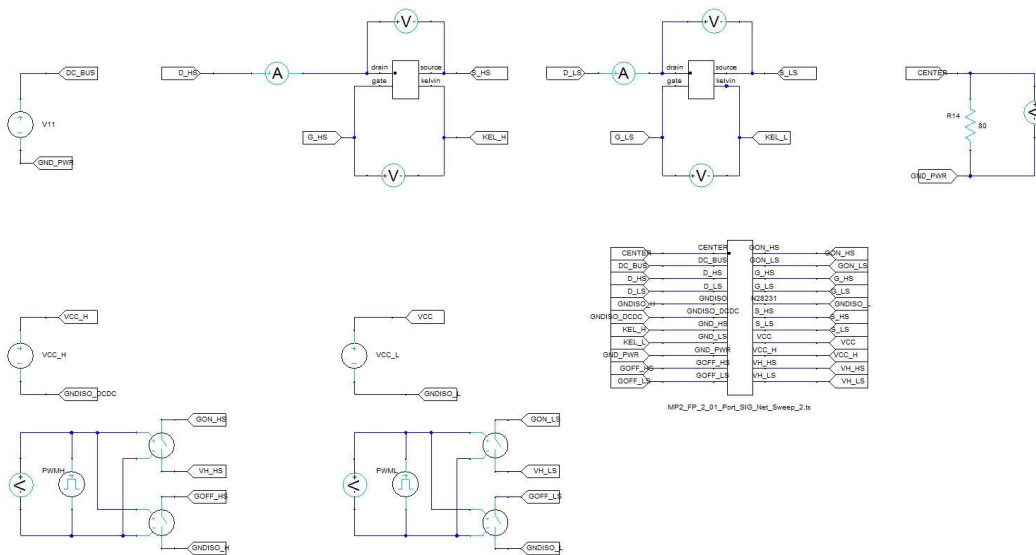 V
V
DC_BUS
drain
source
drain
source
CENTER
D_HS
A
S_HS
D_LS
A
S_LS
gate
kelvin
gate
kelvin
V11
R14
80
G_HS
KEL_H
G_LS
KEL_L
GND_PWR
V
V
GND_PWR
CENTER
CENTER
GON_HS
GON_HS
DC_BUS
DC_BUS
GON_LS
GON_LS
D_HS
D_HS
G_HS
G_HS
D_LS
D_LS
G_LS
G_LS
GNDISO_H
GNDISO
N28231
GNDISO_L
GNDISO_DCDC
GNDISO_DCDC
S_HS
S_HS
KEL_H
GND_HS
S_LS
S_LS
KEL_L
GND_LS
VCC
VCC
GND_PWR
GND_PWR
VCC_H
VCC_H
GOFF_HS
GOFF_HS
VH_HS
VH_HS
GOFF_LS
GOFF_LS
VH_LS
VH_LS
MP2_FP_2_01_Port_SIG_Net_Sweep_2.ts
VCC_H
VCC
VCC_H
VCC_L
GNDISO_DCDC
GNDISO_L
GON_HS
GON_LS
PWMH
VH_HS
PWML
VH_LS
V
V
GOFF_HS
GOFF_LS
GNDISO_H
GNDISO_L